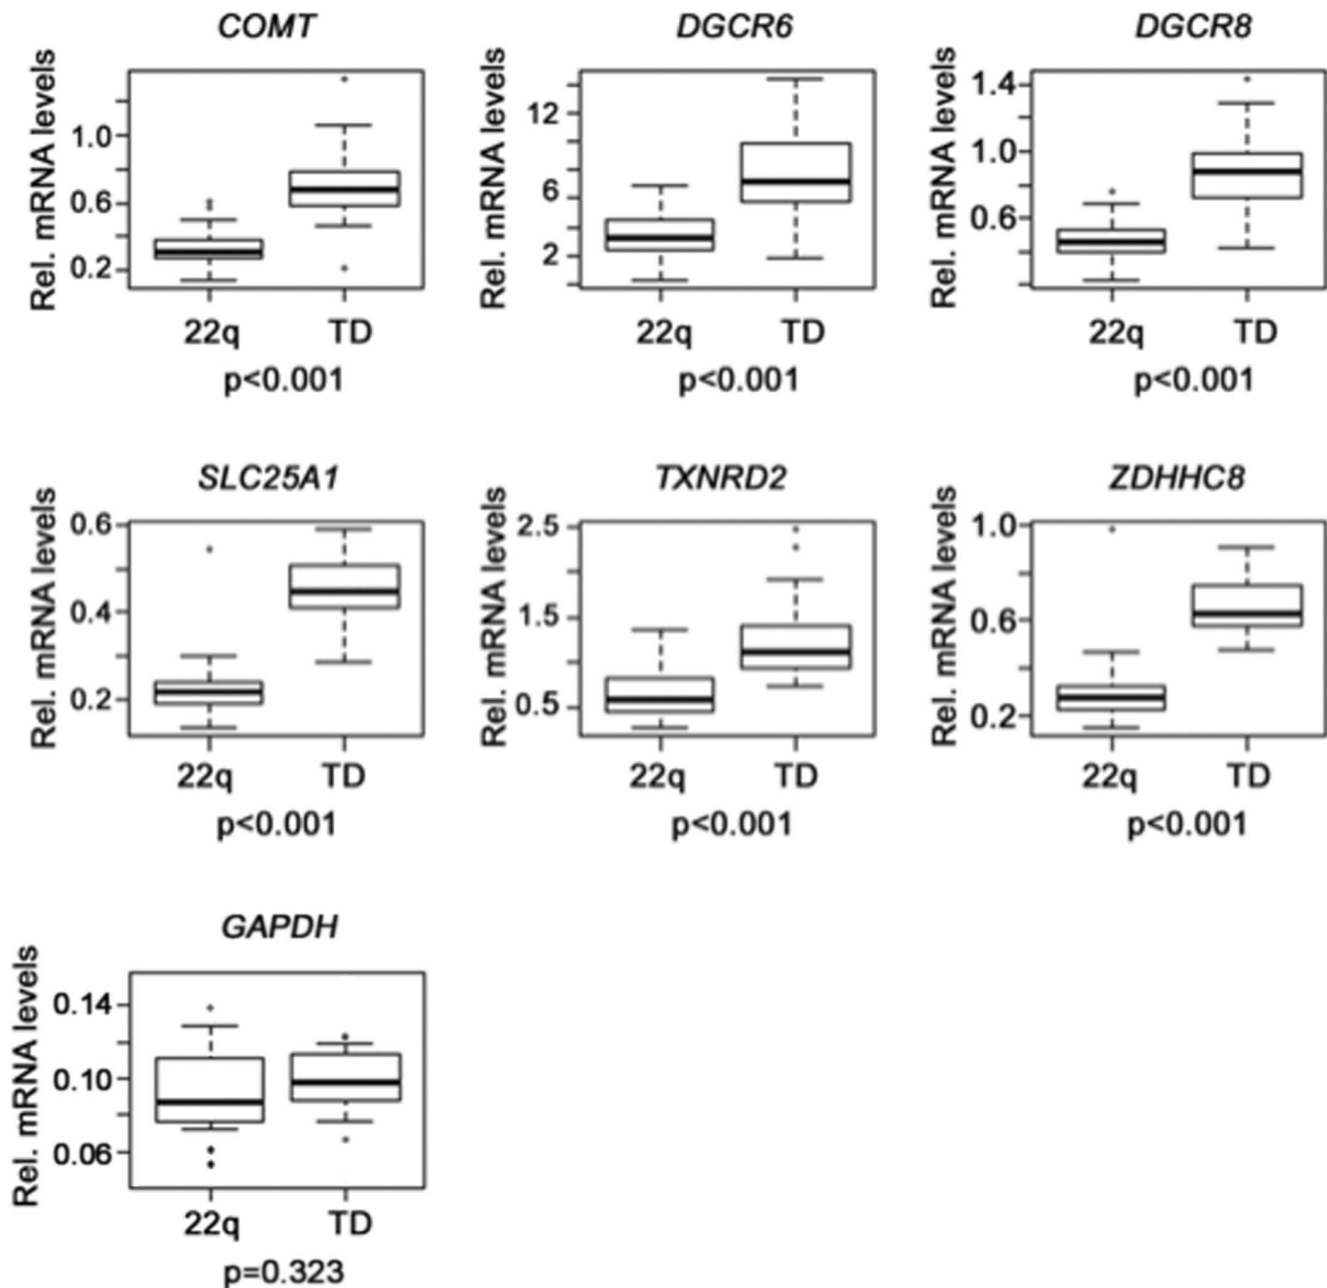 COMT DGCR6 DGCR8
Rel. mRNA levels 1.0 0.6 0.2 Rel. mRNA levels 12 6 2 Rel. mRNA levels 1.4 1.0 0.6
22q TD 22q TD 22q TD
p<0.001 p<0.001 p<0.001
SLC25A1 TXNRD2 ZDHHC8
Rel. mRNA levels 0.6 0.4 0.2 Rel. mRNA levels 2.5 1.5 0.5 Rel. mRNA levels 1.0 0.6 0.2
22q TD 22q TD 22q TD
p<0.001 p<0.001 p<0.001
GAPDH
Rel. mRNA levels 0.14 0.10 0.06
22q TD
p=0.323